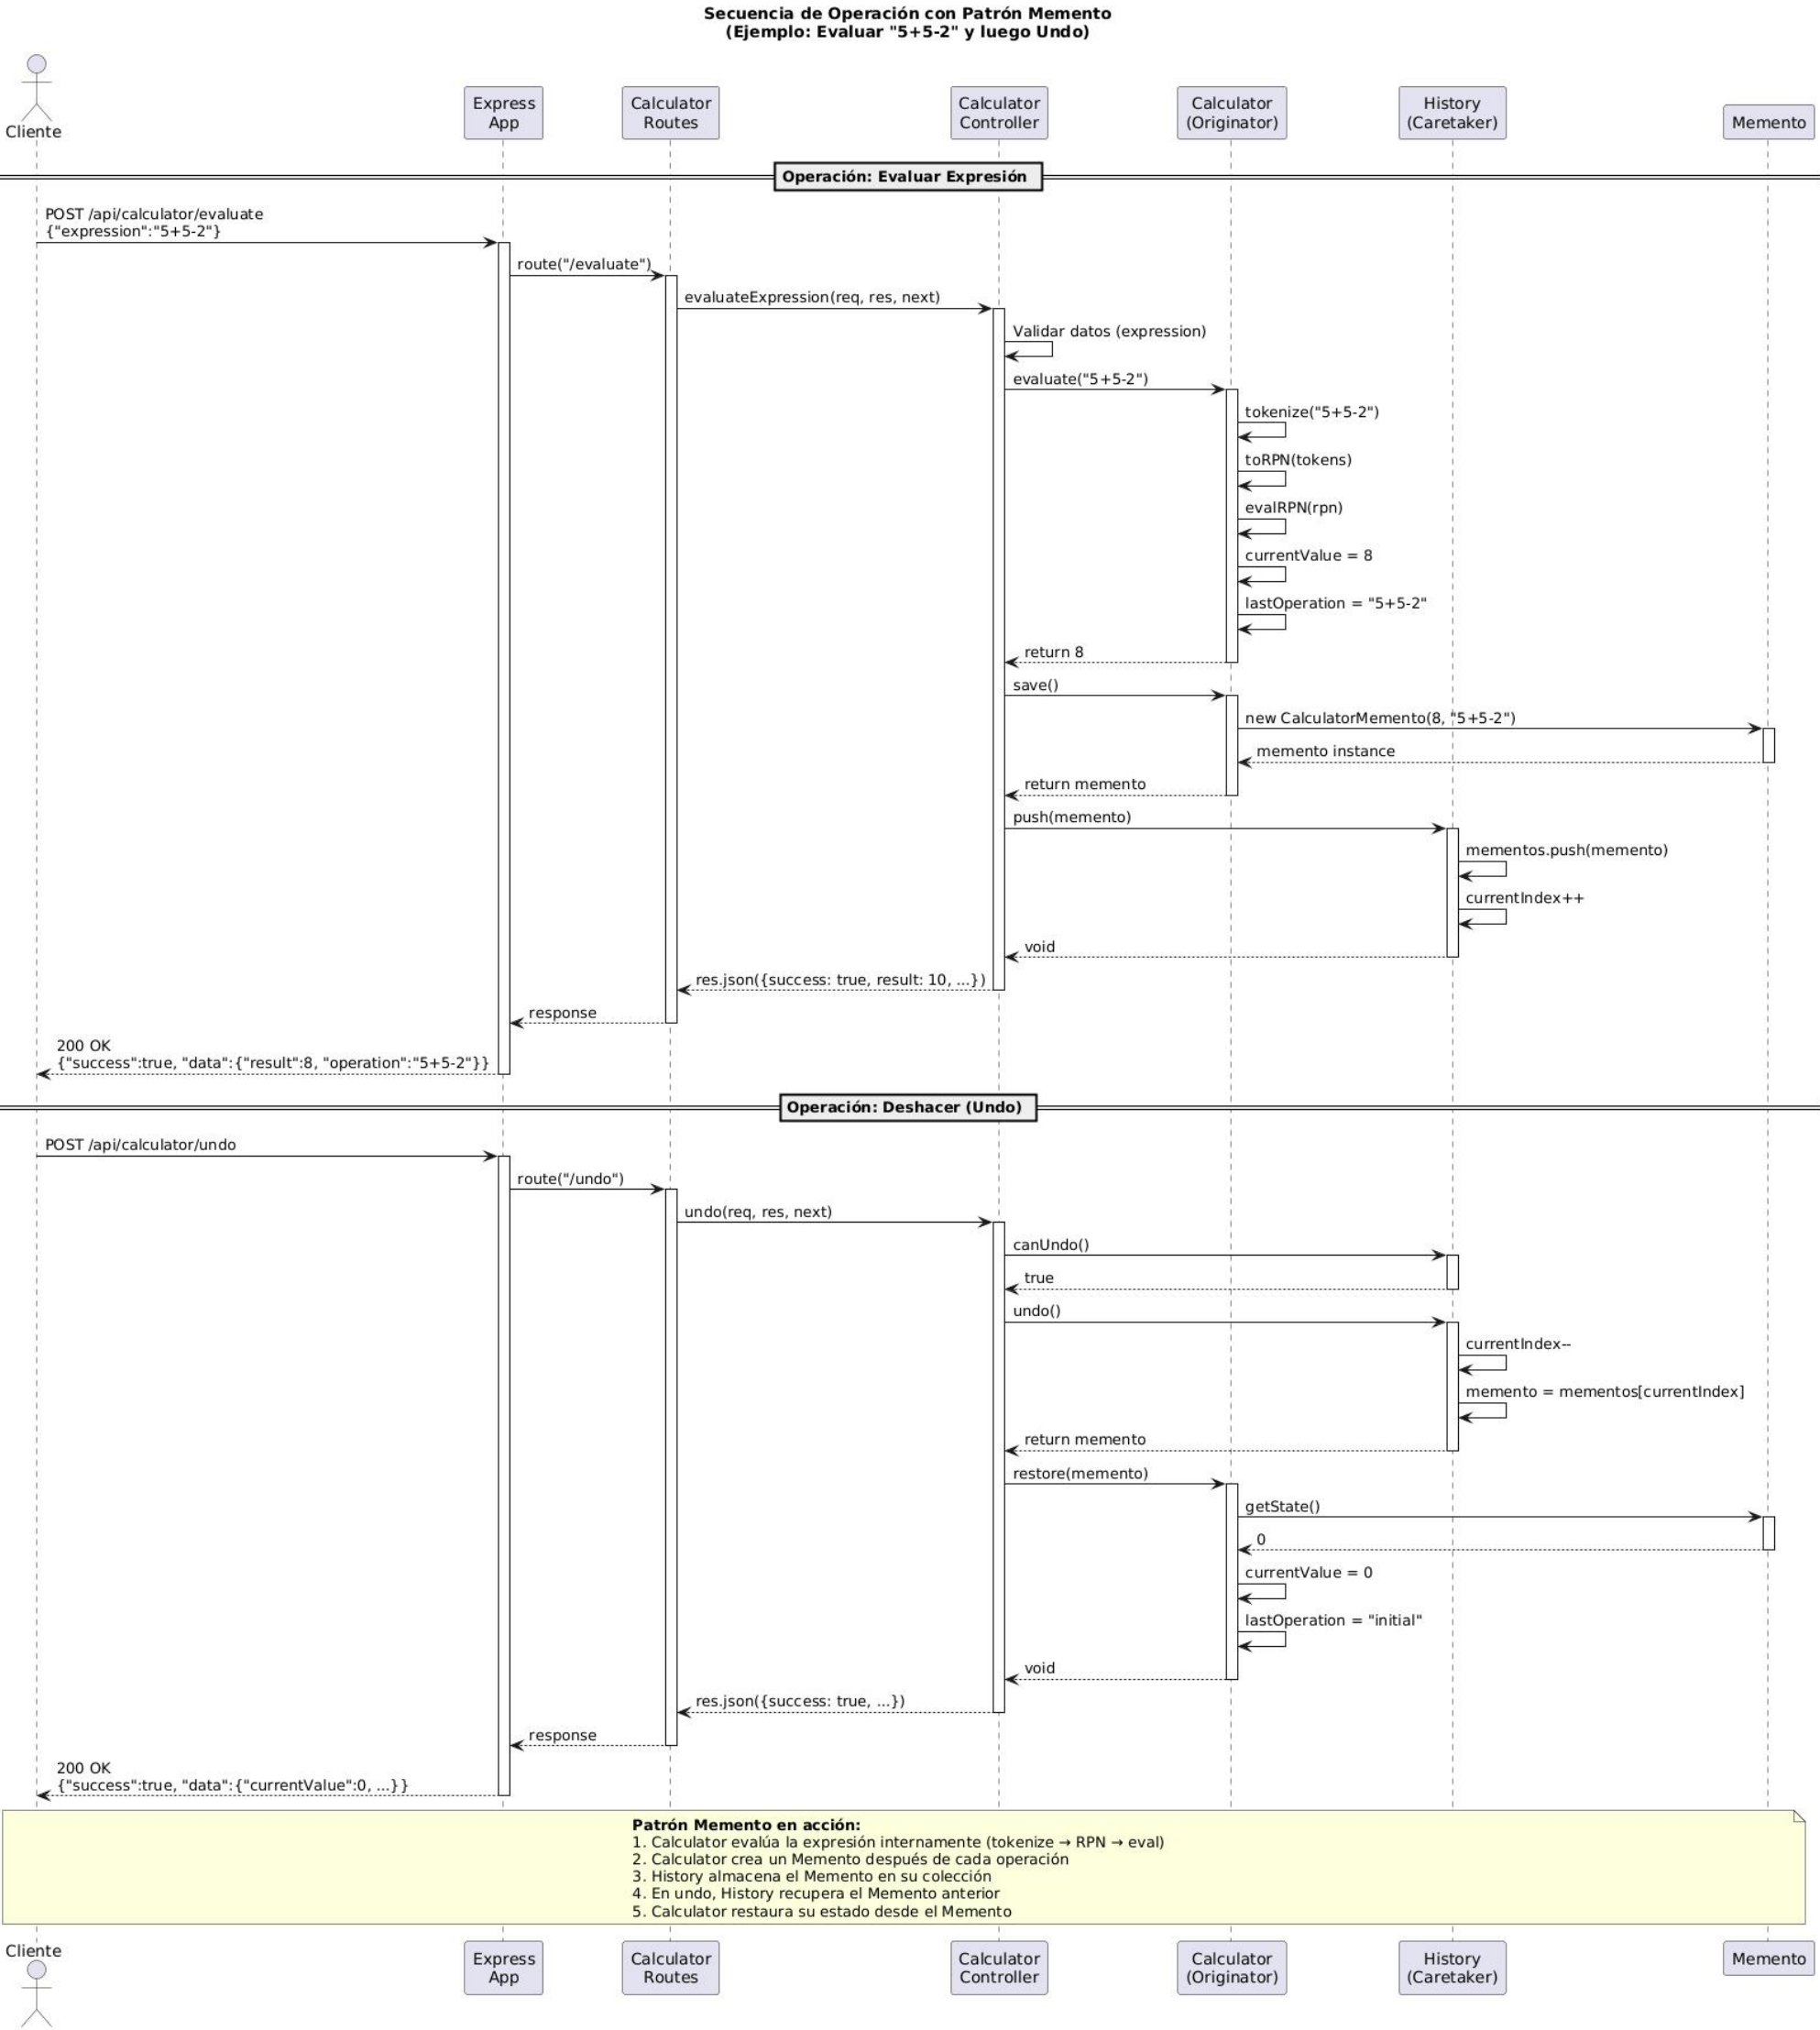 Secuencia de Operación con Patrón Memento
(Ejemplo: Evaluar "5+5-2" y luego Undo)
Cliente
Express
App
Calculator
Routes
Calculator
Controller
Calculator
(Originator)
History
(Caretaker)
Memento
Operación: Evaluar Expresión
POST /api/calculator/evaluate
{"expression":"5+5-2"}
route("/evaluate")
evaluateExpression(req, res, next)
Validar datos (expression)
evaluate("5+5-2")
tokenize("5+5-2")
toRPN(tokens)
evalRPN(rpn)
currentValue = 8
lastOperation = "5+5-2"
return 8
save()
new CalculatorMemento(8, "5+5-2")
memento instance
return memento
push(memento)
mementos.push(memento)
currentIndex++
void
res.json({success: true, result: 10, ...})
response
200 OK
{"success":true, "data":{"result":8, "operation":"5+5-2"}}
Operación: Deshacer (Undo)
POST /api/calculator/undo
route("/undo")
undo(req, res, next)
canUndo()
true
undo()
currentIndex--
memento = mementos[currentIndex]
return memento
restore(memento)
getState()
0
currentValue = 0
lastOperation = "initial"
void
res.json({success: true, ...})
response
200 OK
{"success":true, "data":{"currentValue":0, ...}}
Patrón Memento en acción:
1. Calculator evalúa la expresión internamente (tokenize → RPN → eval)
2. Calculator crea un Memento después de cada operación
3. History almacena el Memento en su colección
4. En undo, History recupera el Memento anterior
5. Calculator restaura su estado desde el Memento
Cliente
Express
App
Calculator
Routes
Calculator
Controller
Calculator
(Originator)
History
(Caretaker)
Memento